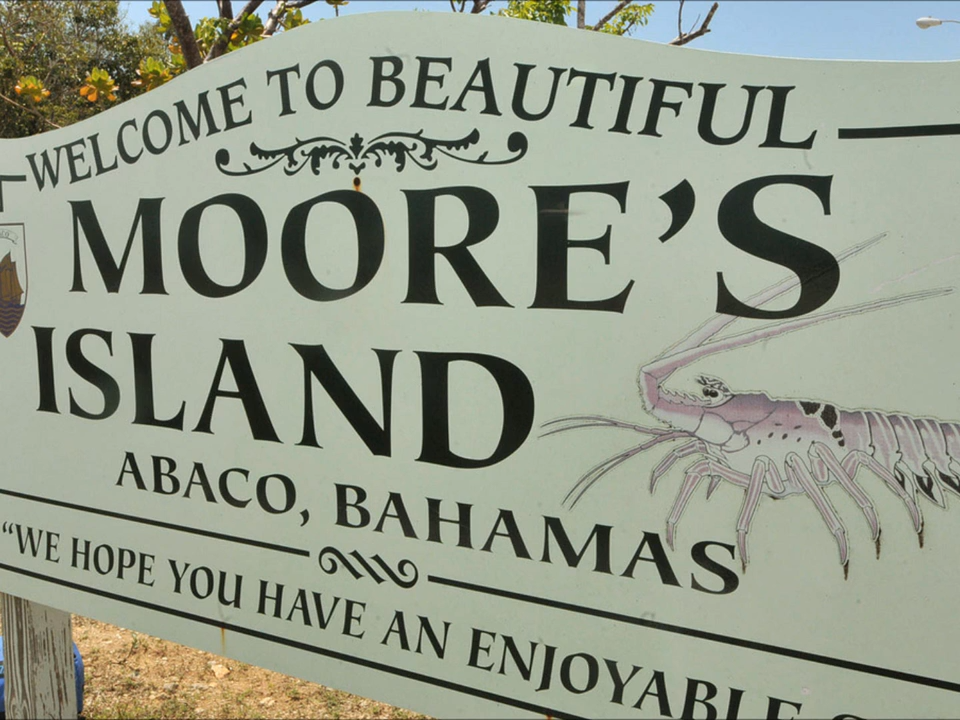 WELCOME TO BEAUTIFUL
MOORE'S
ISLAND
ABACO, BAHAMAS
"WE HOPE YOU HAVE AN ENJOYABLE